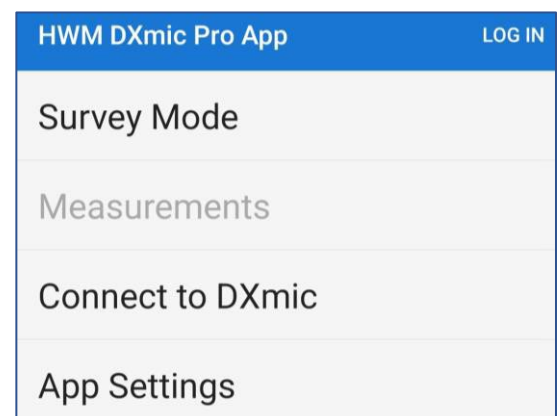 HWM DXmic Pro App LOG IN
Survey Mode
Measurements
Connect to DXmic
App Settings